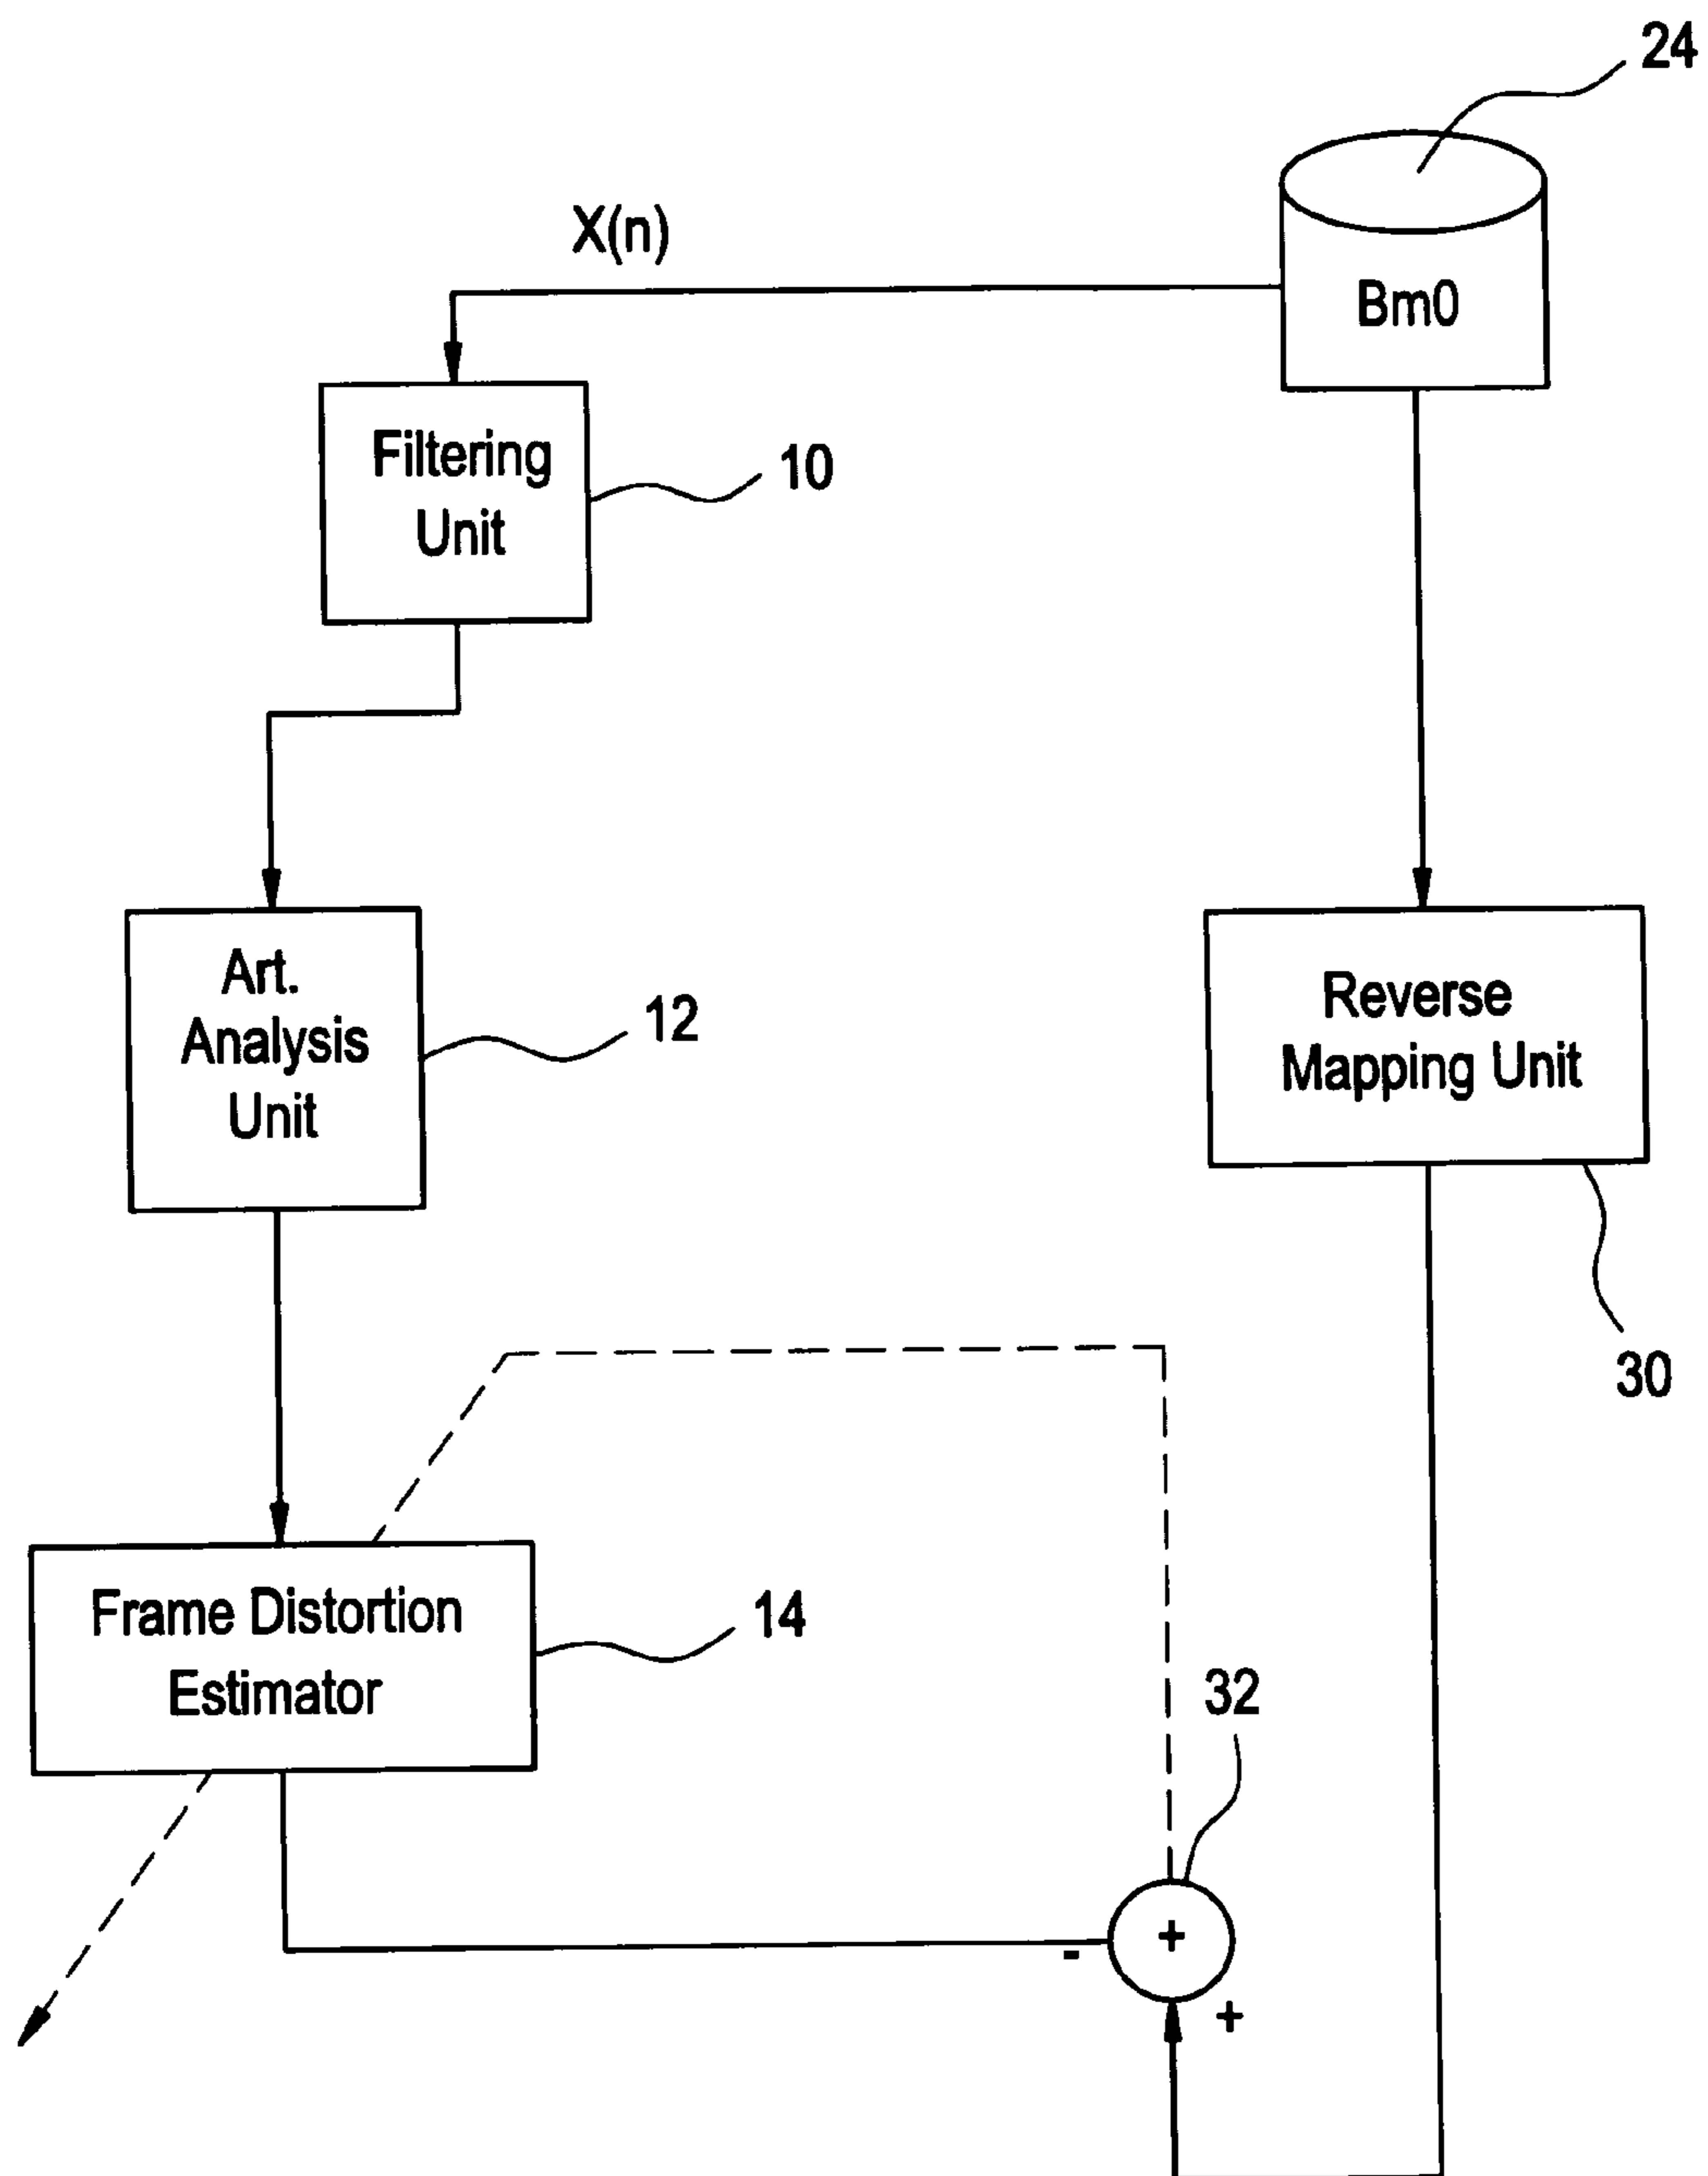 24
X(n)
Bm0
Filtering
Unit
10
Art.
Analysis
Unit
12
Reverse
Mapping Unit
30
Frame Distortion
Estimator
14
32
+
-
+